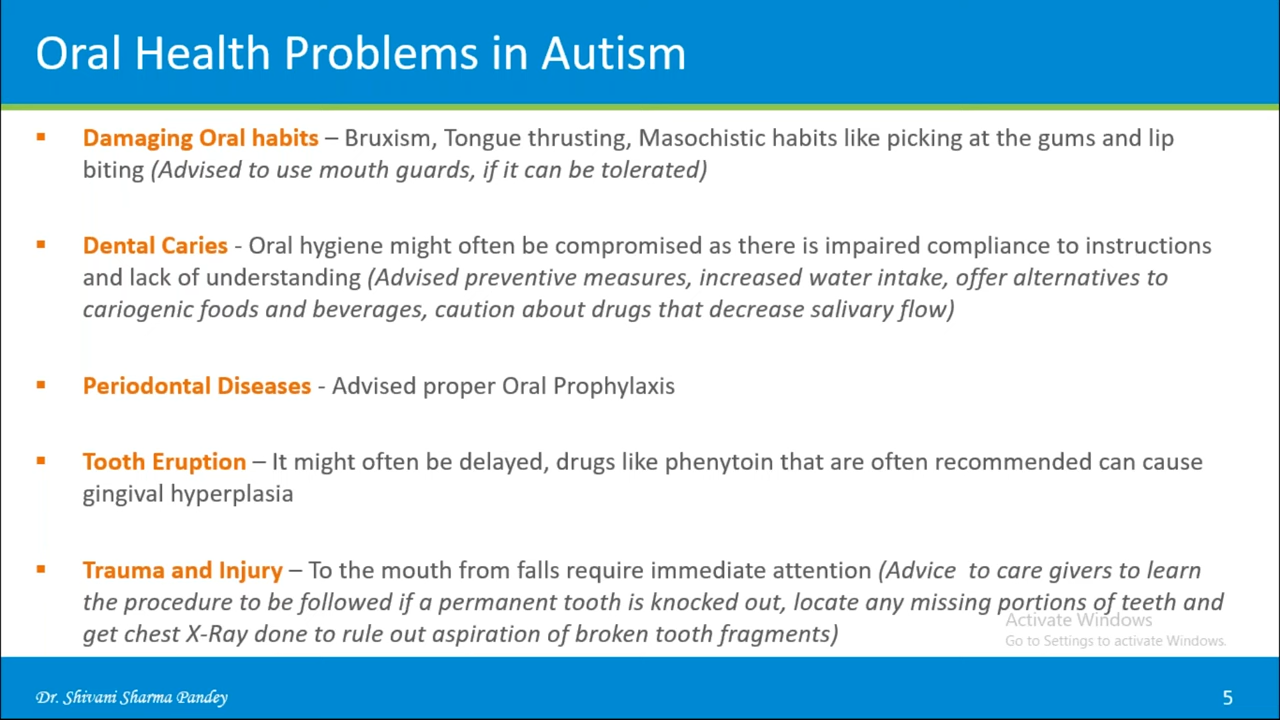 Oral Health Problems in Autism
▪ Damaging Oral habits – Bruxism, Tongue thrusting, Masochistic habits like picking at the gums and lip
biting (Advised to use mouth guards, if it can be tolerated)
▪ Dental Caries - Oral hygiene might often be compromised as there is impaired compliance to instructions
and lack of understanding (Advised preventive measures, increased water intake, offer alternatives to
cariogenic foods and beverages, caution about drugs that decrease salivary flow)
▪ Periodontal Diseases - Advised proper Oral Prophylaxis
▪ Tooth Eruption – It might often be delayed, drugs like phenytoin that are often recommended can cause
gingival hyperplasia
▪ Trauma and Injury – To the mouth from falls require immediate attention (Advice  to care givers to learn
the procedure to be followed if a permanent tooth is knocked out, locate any missing portions of teeth and
get chest X-Ray done to rule out aspiration of broken tooth fragments)
Activate Windows
Go to Settings to activate Windows.
Dr. Shivani Sharma Pandey
5